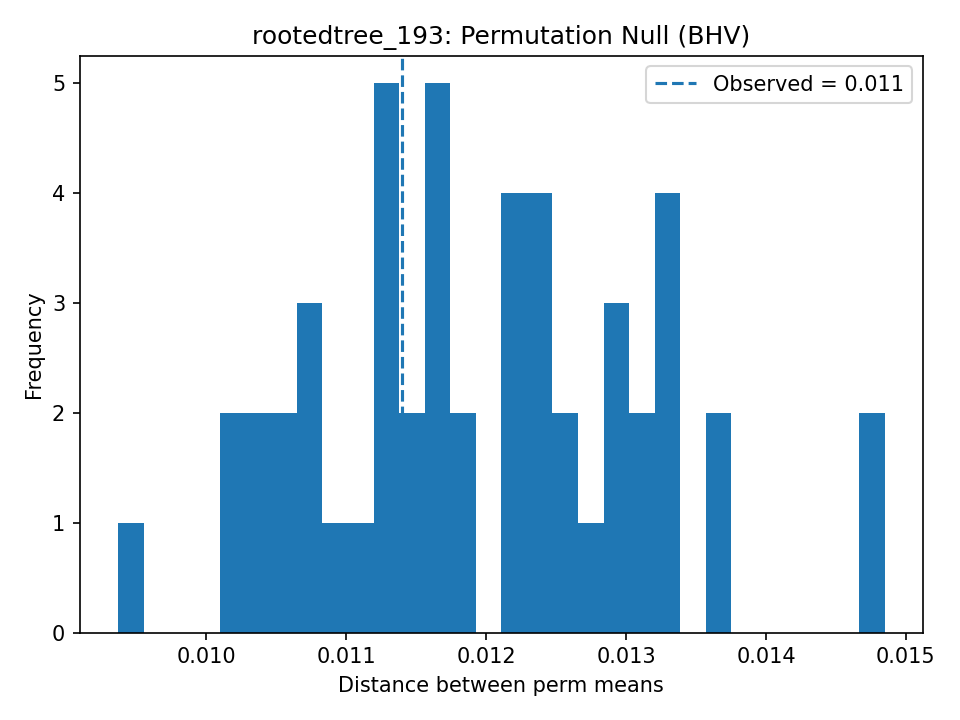 rootedtree_193: Permutation Null (BHV)
Observed = 0.011
Frequency
5
4
3
2
1
0
0.010 0.011 0.012 0.013 0.014 0.015
Distance between perm means